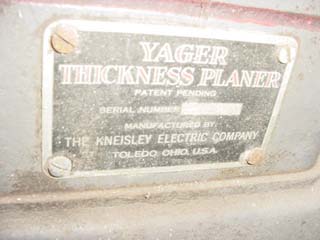 YAGER
THICKNESS PLANER
PATENT PENDING
SERIAL NUMBER
MANUFACTURED BY
THE KNEISLEY ELECTRIC COMPANY
TOLEDO, OHIO, U.S.A.